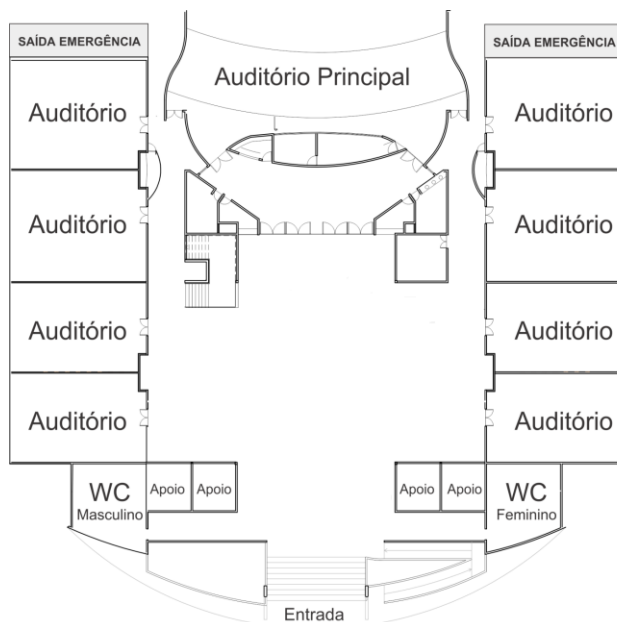 SAÍDA EMERGÊNCIA
SAÍDA EMERGÊNCIA
Auditório Principal
Auditório
Auditório
Auditório
Auditório
Auditório
Auditório
Auditório
Auditório
WC
Masculino
Apoio
Apoio
Apoio
Apoio
WC
Feminino
Entrada